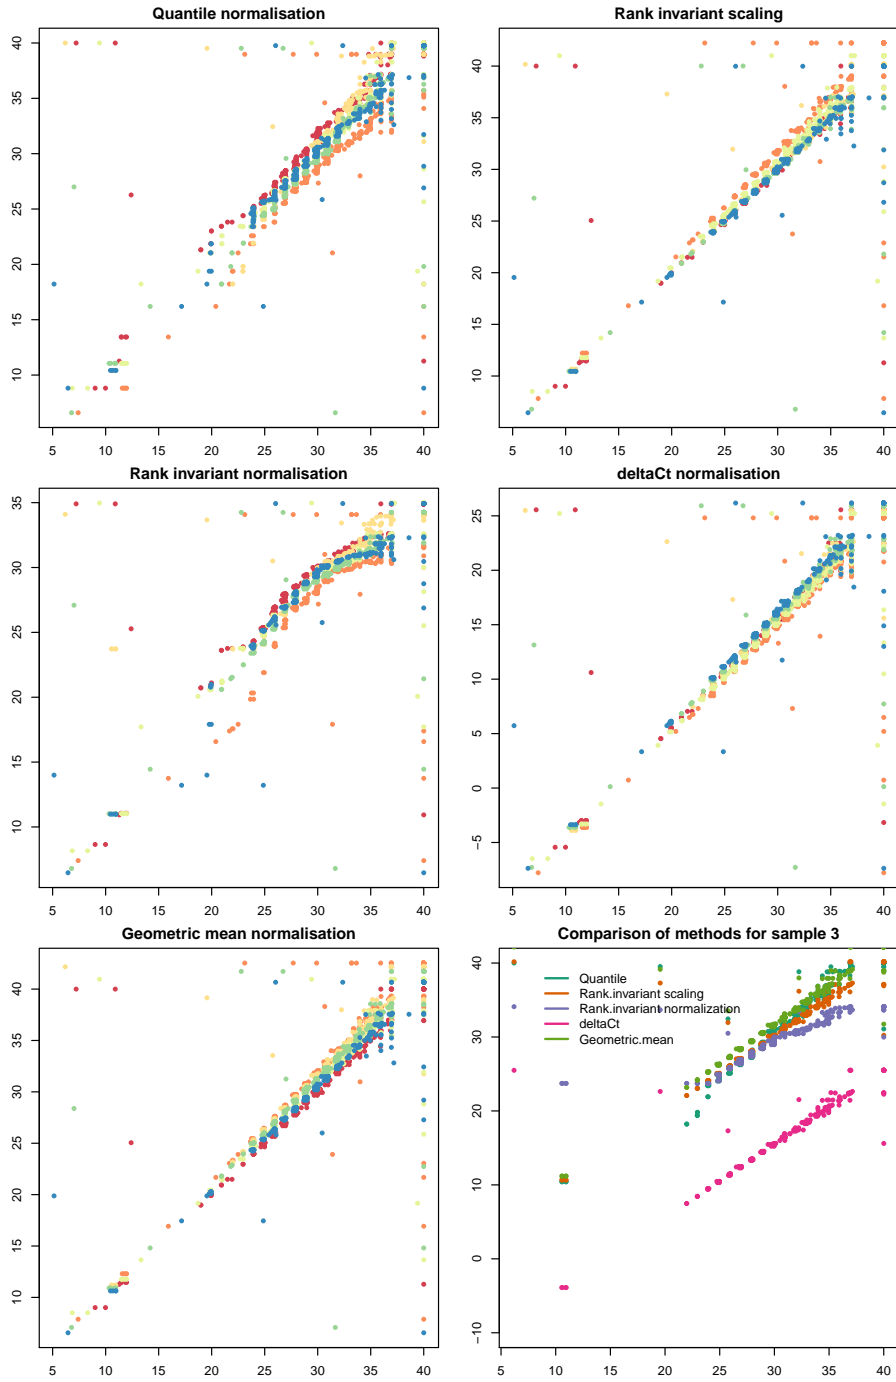 Quantile normalisation
40
35
30
25
20
15
10
5 10 15 20 25 30 35 40
Rank invariant scaling
40
30
20
10
5 10 15 20 25 30 35 40
Rank invariant normalisation
35
30
25
20
15
10
5 10 15 20 25 30 35 40
deltaCt normalisation
25
20
15
10
5
0
−5
5 10 15 20 25 30 35 40
Geometric mean normalisation
40
35
30
25
20
15
10
5 10 15 20 25 30 35 40
Comparison of methods for sample 3
40
30
20
10
0
−10
Quantile
Rank.invariant scaling
Rank.invariant normalization
deltaCt
Geometric.mean
5 10 15 20 25 30 35 40